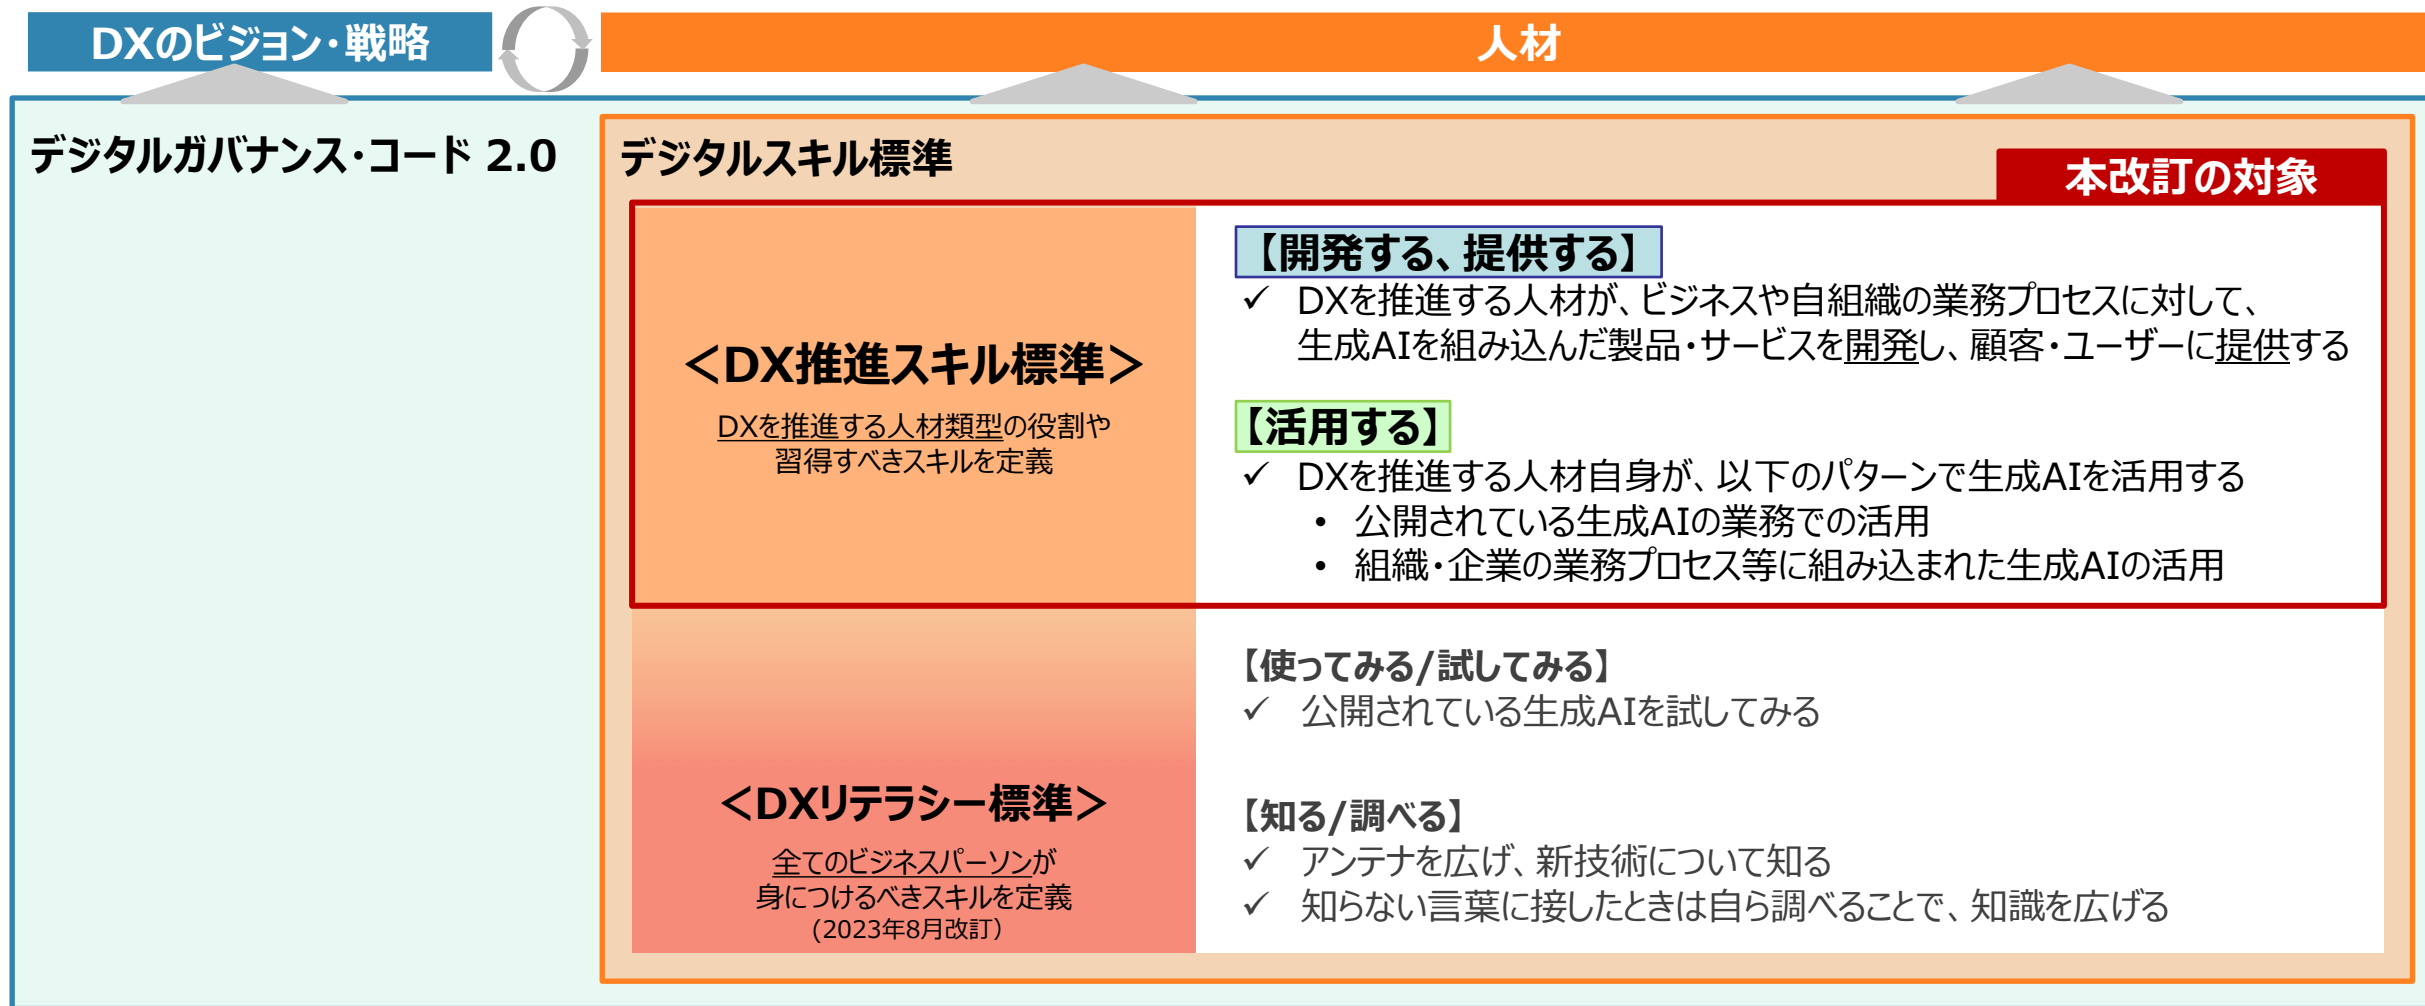 DXのビジョン・戦略
人材
デジタルガバナンス・コード 2.0
デジタルスキル標準
本改訂の対象
＜DX推進スキル標準＞
DXを推進する人材類型の役割や
習得すべきスキルを定義
【開発する、提供する】
✓ DXを推進する人材が、ビジネスや自組織の業務プロセスに対して、
生成AIを組み込んだ製品・サービスを開発し、顧客・ユーザーに提供する
【活用する】
✓ DXを推進する人材自身が、以下のパターンで生成AIを活用する
• 公開されている生成AIの業務での活用
• 組織・企業の業務プロセス等に組み込まれた生成AIの活用
＜DXリテラシー標準＞
全てのビジネスパーソンが
身につけるべきスキルを定義
(2023年8月改訂）
【使ってみる/試してみる】
✓ 公開されている生成AIを試してみる
【知る/調べる】
✓ アンテナを広げ、新技術について知る
✓ 知らない言葉に接したときは自ら調べることで、知識を広げる